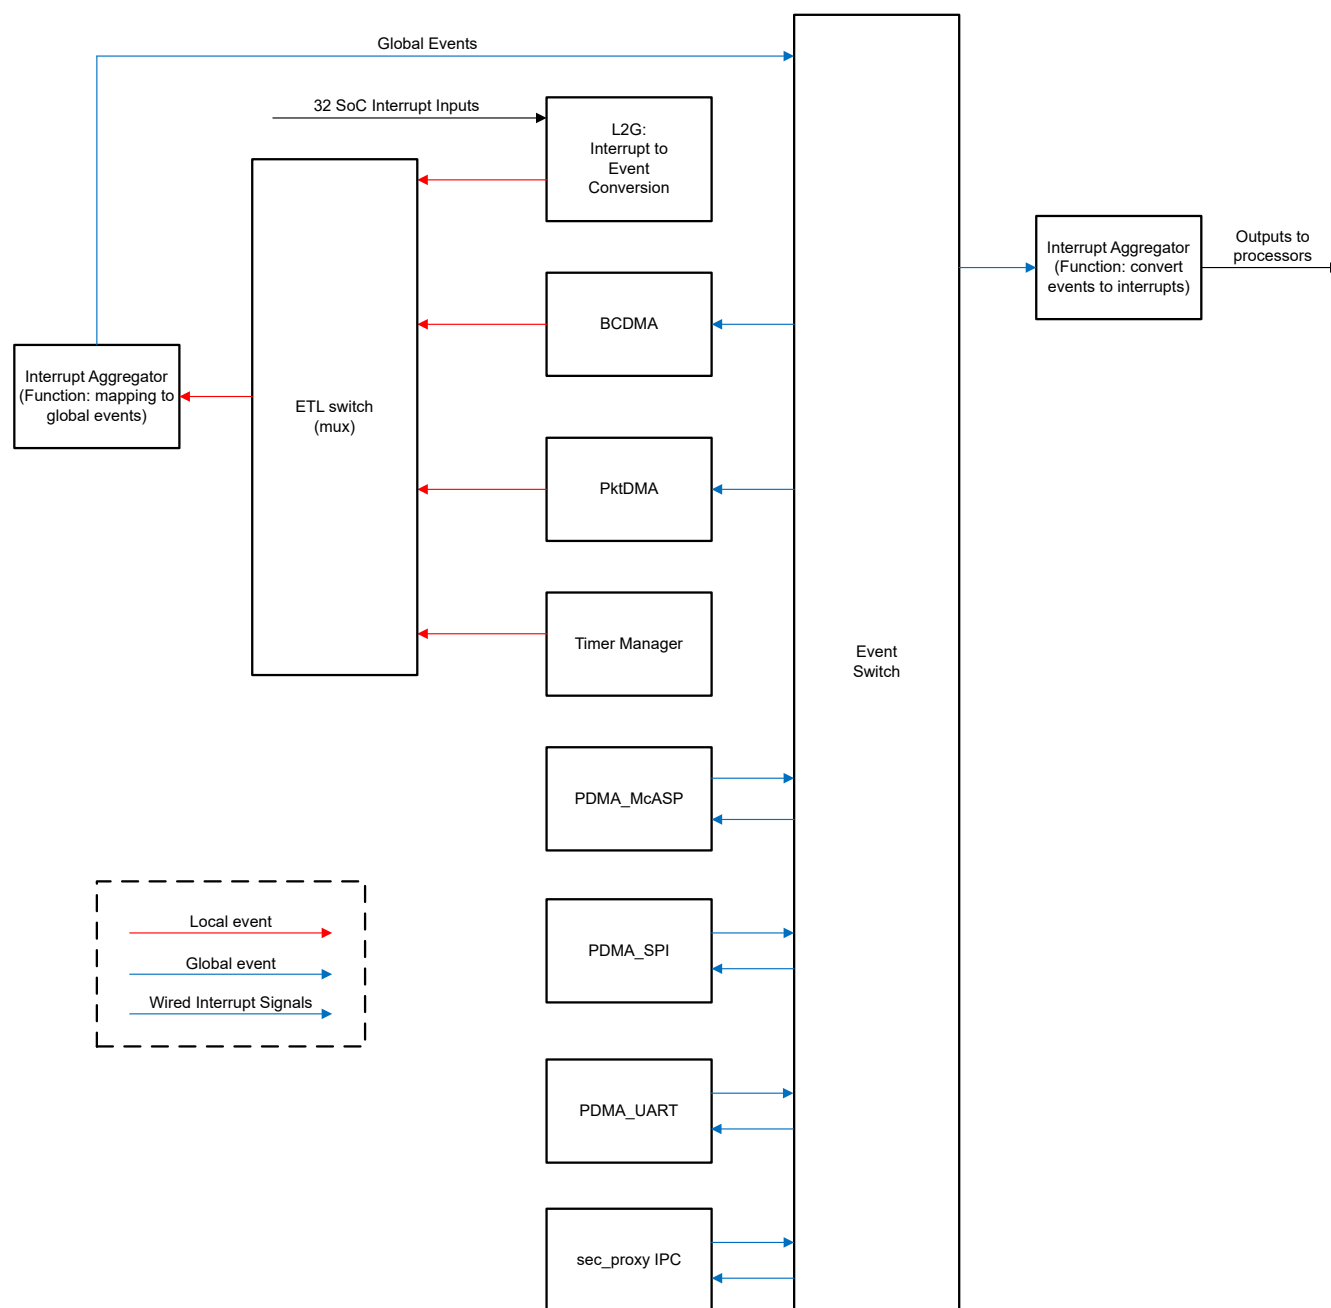 Global Events
32 SoC Interrupt Inputs
L2G:
Interrupt to
Event
Conversion
Interrupt Aggregator
(Function: convert
events to interrupts)
Outputs to
processors
BCDMA
Interrupt Aggregator
(Function: mapping to
global events)
ETL switch
(mux)
PktDMA
Timer Manager
Event
Switch
PDMA_McASP
Local event
Global event
Wired Interrupt Signals
PDMA_SPI
PDMA_UART
sec_proxy IPC